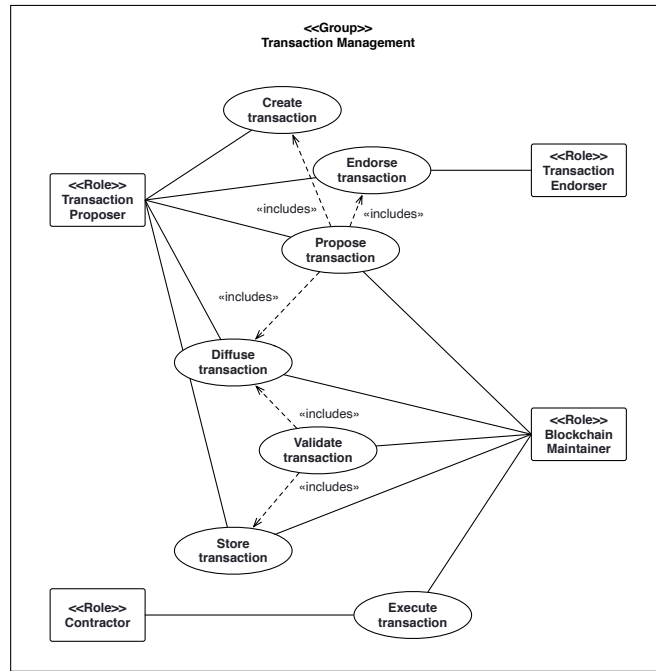 <<Group>>
Transaction Management
Create
transaction
Endorse
transaction
<<Role>>
Transaction
Endorser
<<Role>>
Transaction
Proposer
«includes»
«includes»
Propose
transaction
«includes»
Diffuse
transaction
«includes»
Validate
transaction
<<Role>>
Blockchain
Maintainer
«includes»
Store
transaction
<<Role>>
Contractor
Execute
transaction